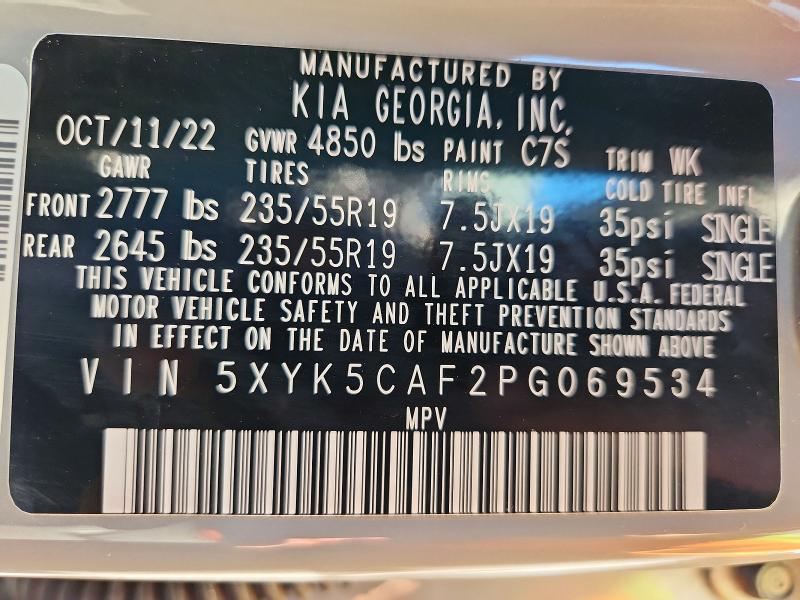 MANUFACTURED BY
KIA GEORGIA, INC.
OCT/11/22 GVWR 4850 lbs PAINT C7S TRIM WK
GAWR TIRES RIMS COLD TIRE INFL
FRONT 2777 lbs 235/55R19 7.5JX19 35psi SINGLE
REAR 2645 lbs 235/55R19 7.5JX19 35psi SINGLE
THIS VEHICLE CONFORMS TO ALL APPLICABLE U.S.A. FEDERAL
MOTOR VEHICLE SAFETY AND THEFT PREVENTION STANDARDS
IN EFFECT ON THE DATE OF MANUFACTURE SHOWN ABOVE
VIN 5XYK5CAF2PG069534
MPV